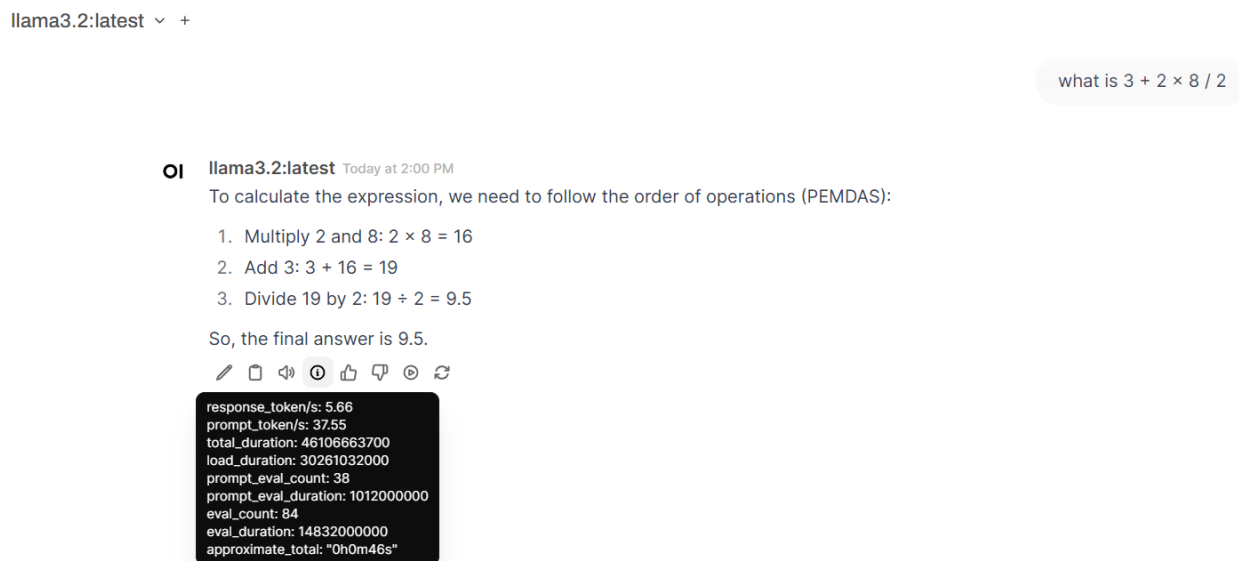 llama3.2:latest
what is 3 + 2 × 8 / 2
OI
llama3.2:latest Today at 2:00 PM
To calculate the expression, we need to follow the order of operations (PEMDAS):
1. Multiply 2 and 8: 2 × 8 = 16
2. Add 3: 3 + 16 = 19
3. Divide 19 by 2: 19 ÷ 2 = 9.5
So, the final answer is 9.5.
response_token/s: 5.66
prompt_token/s: 37.55
total_duration: 46106663700
load_duration: 30261032000
prompt_eval_count: 38
prompt_eval_duration: 1012000000
eval_count: 84
eval_duration: 14832000000
approximate_total: "0h0m46s"